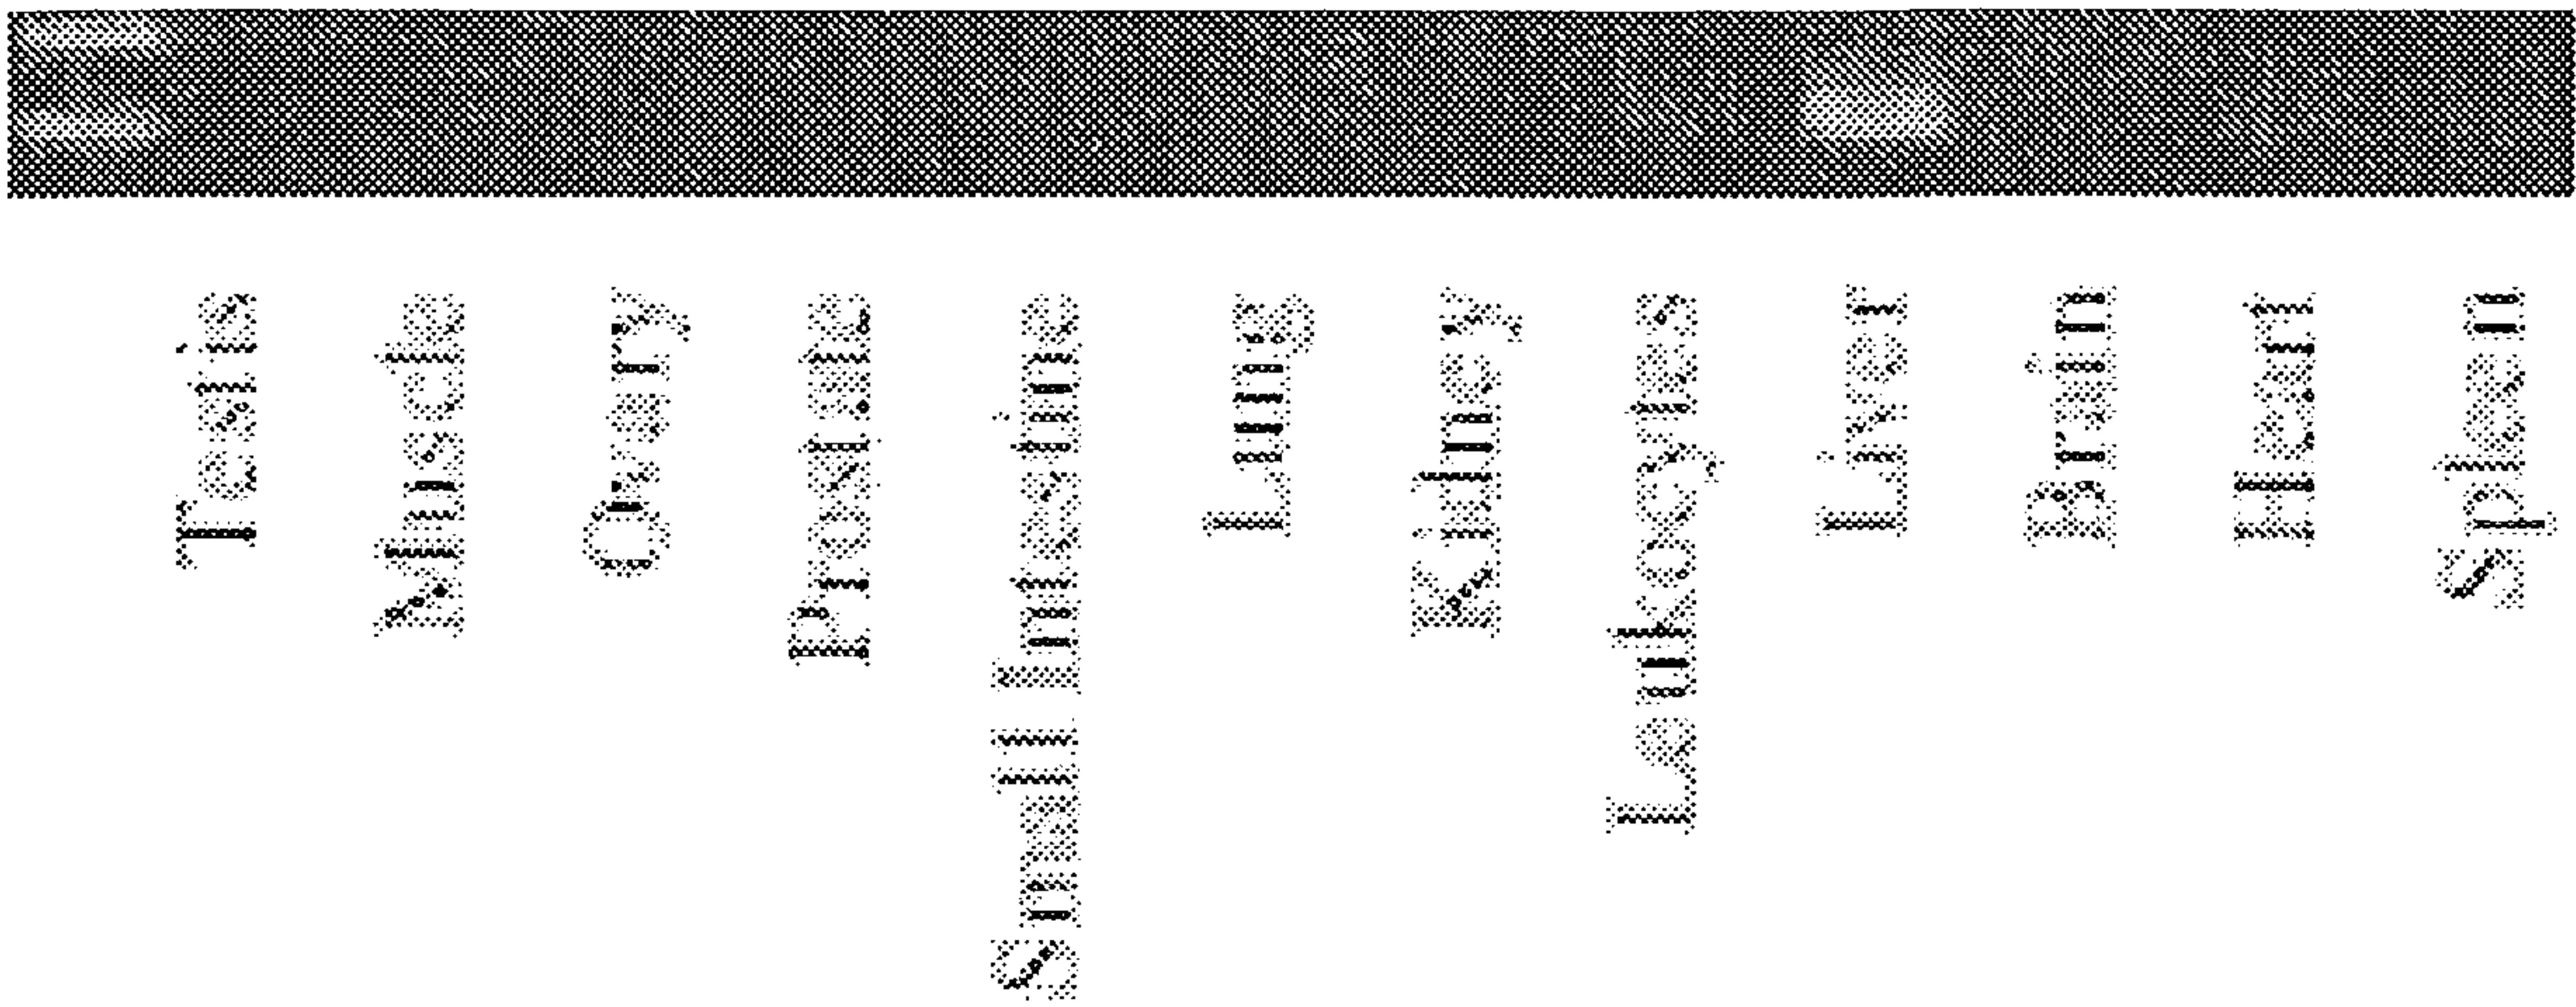 Testis
Muscle
Ovary
Prostate
Small Intestine
Lung
Kidney
Leukocytes
Liver
Brain
Heart
Spleen